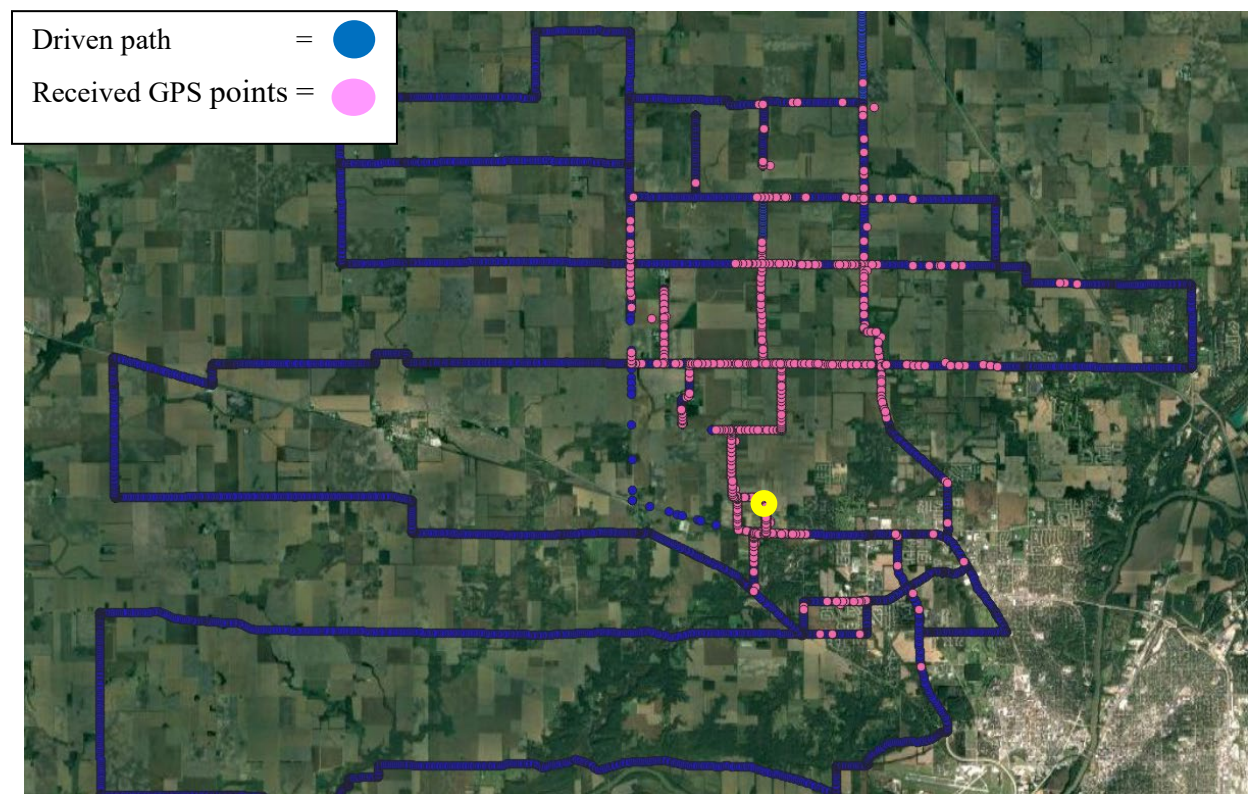 Driven path =
Received GPS points =